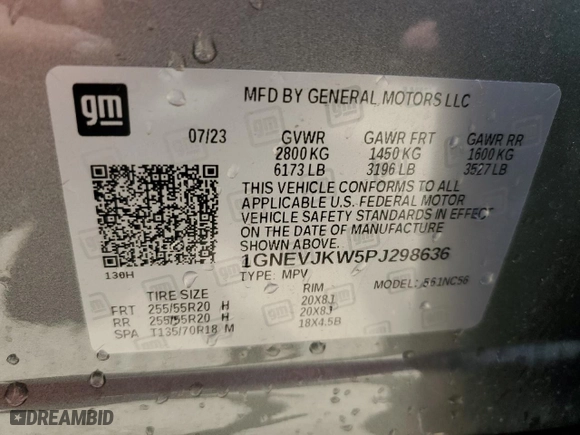 gm
MFD BY GENERAL MOTORS LLC
07/23 GVWR GAWR FRT GAWR RR
2800 KG 1450 KG 1600 KG
6173 LB 3196 LB 3527 LB
THIS VEHICLE CONFORMS TO ALL
APPLICABLE U.S. FEDERAL MOTOR
VEHICLE SAFETY STANDARDS IN EFFECT
ON THE DATE OF MANUFACTURE
SHOWN ABOVE.
130H
1GNEVJKW5PJ298636
TYPE: MPV MODEL:
TIRE SIZE RIM
FRT 255/55R20 H 20X8J
RR 255/55R20 H 20X8J
SPA T135/70R18 M 18X4.5B
DREAMBID